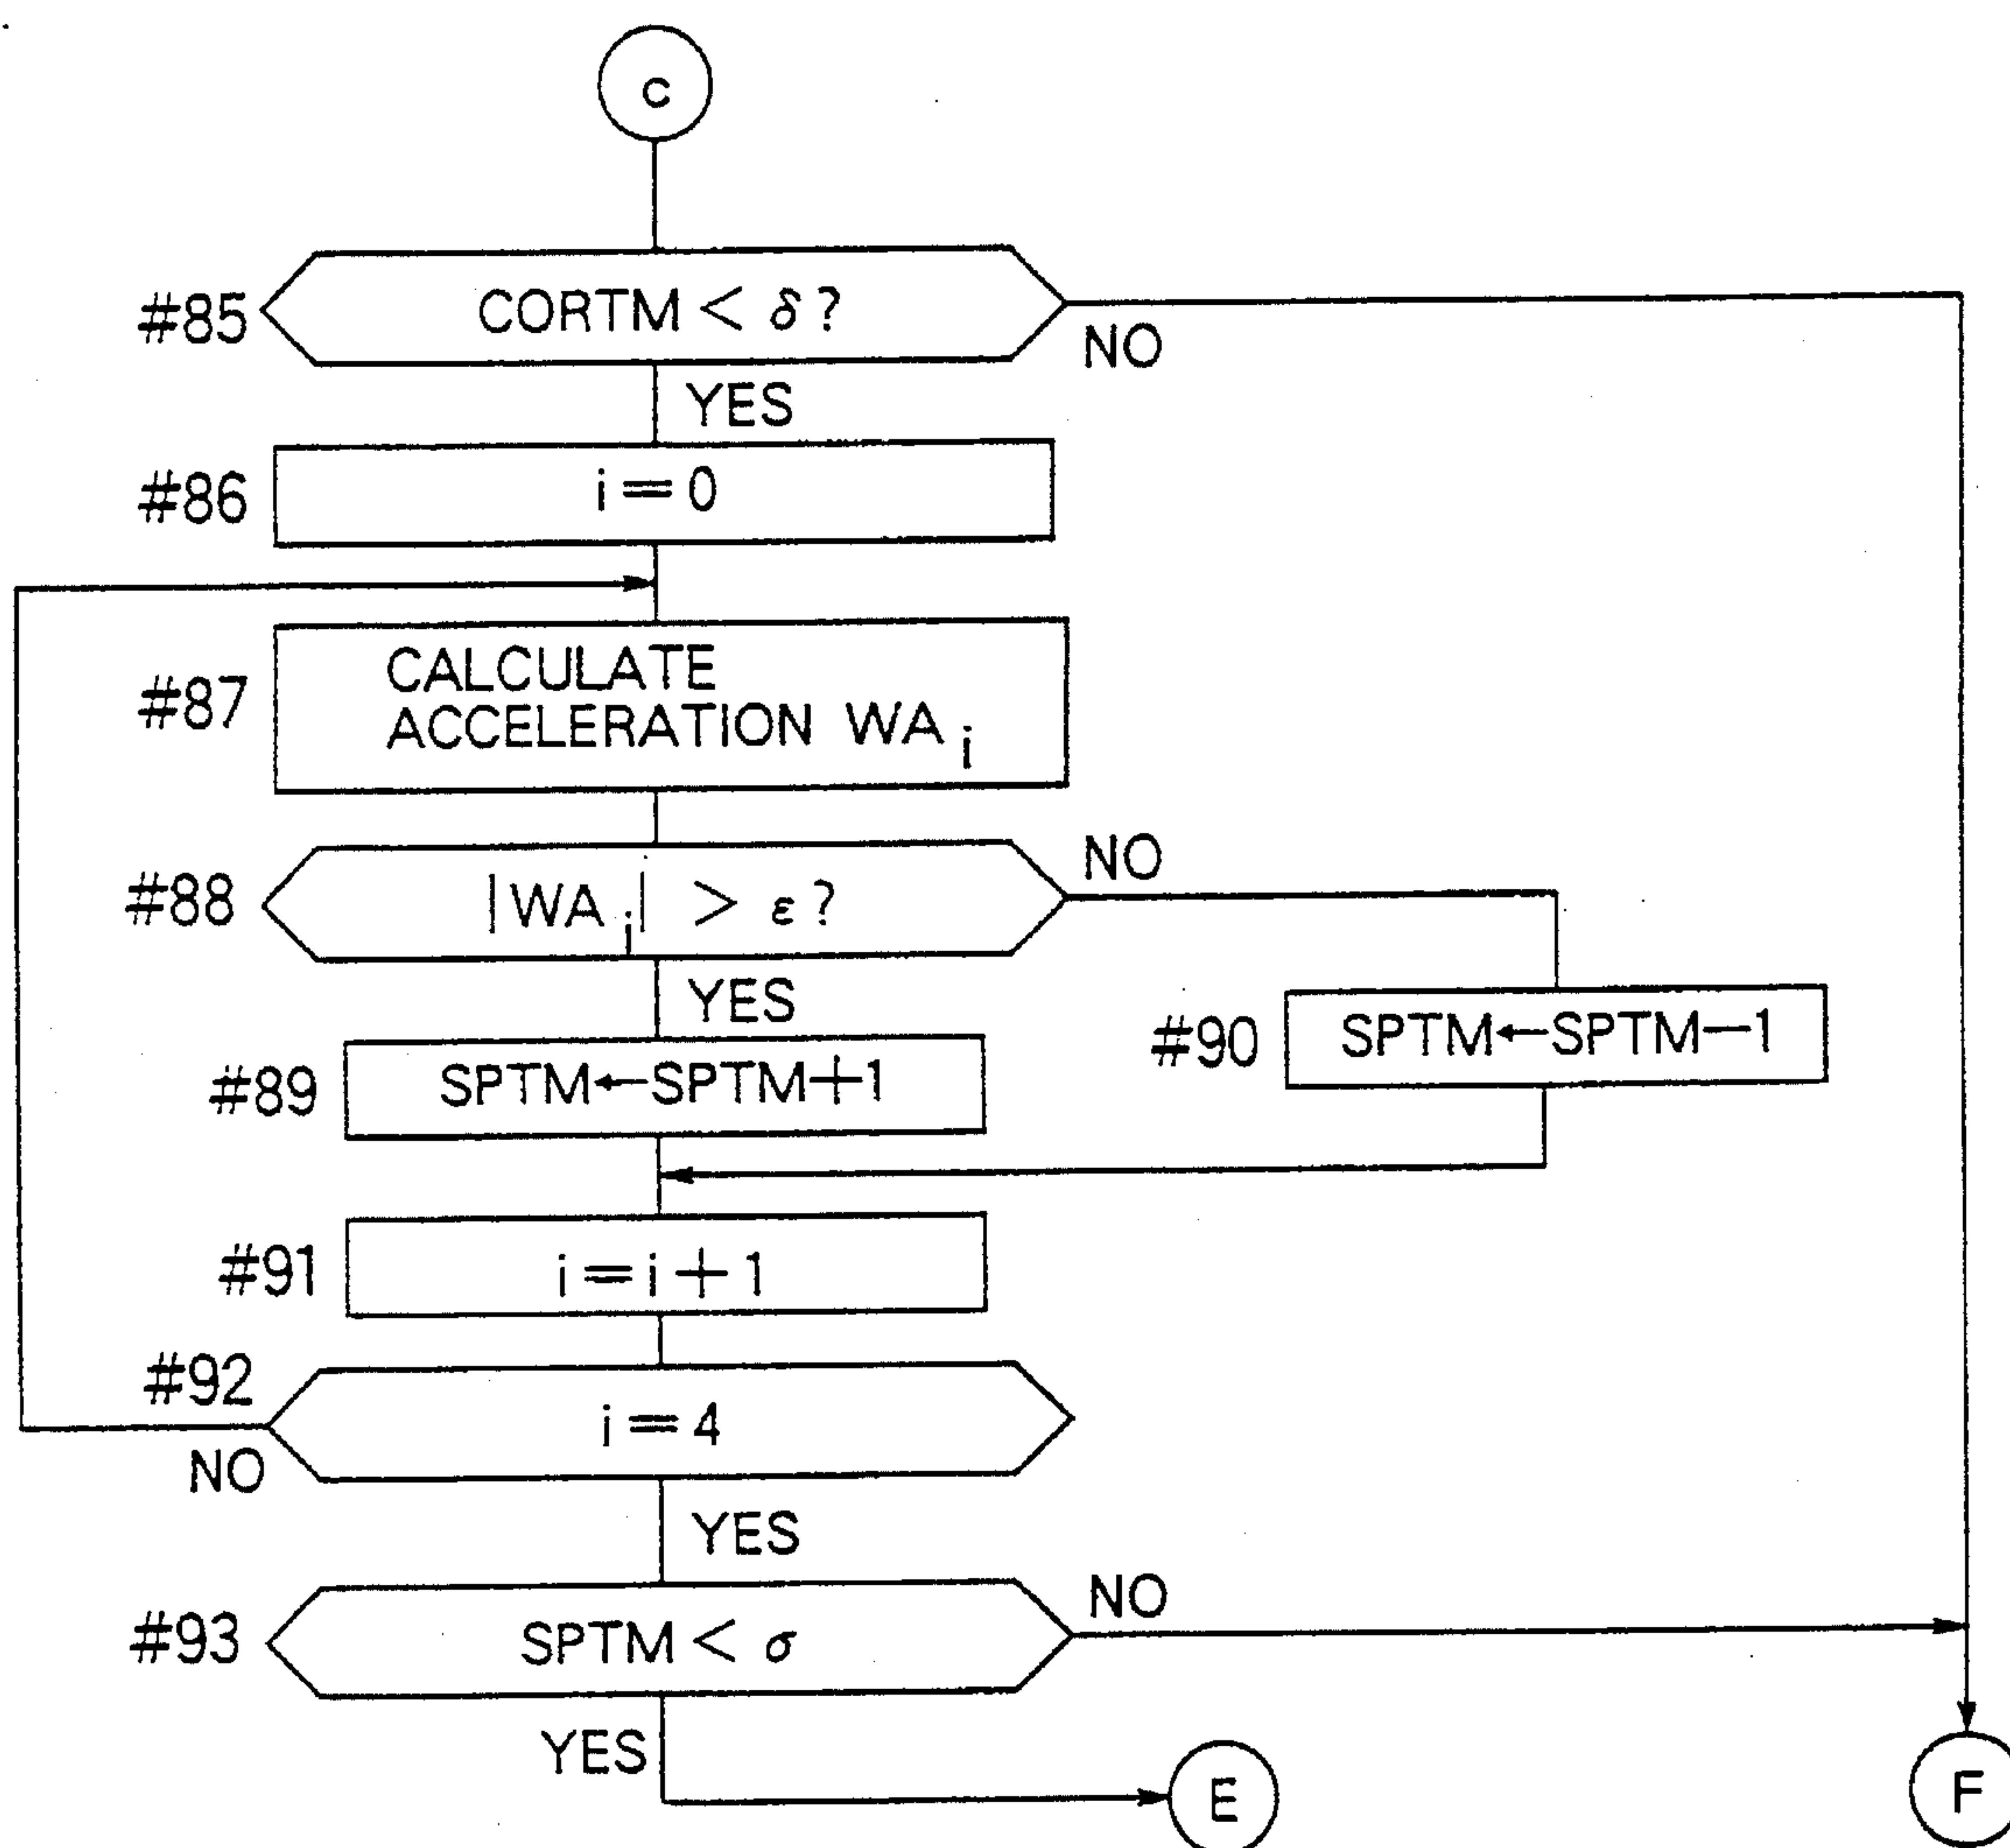 c
#85
CORTM < δ?
NO
YES
#86
i = 0
#87
CALCULATE
ACCELERATION WA i
#88
|WA i| > ε?
NO
YES
#89
SPTM←SPTM+1
#90
SPTM←SPTM−1
#91
i = i + 1
#92
i = 4
NO
YES
#93
SPTM < σ
NO
YES
E
F